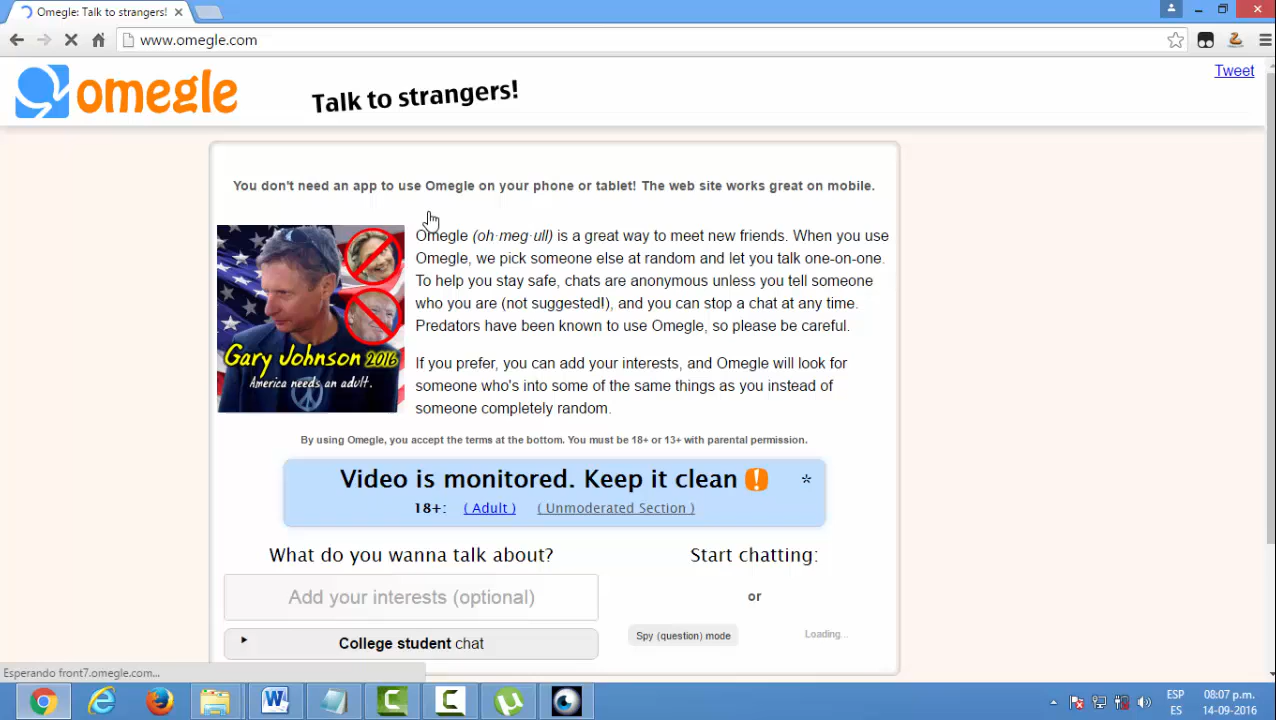 Omegle: Talk to strangers!
www.omegle.com
omegle
Talk to strangers!
Tweet
You don't need an app to use Omegle on your phone or tablet! The web site works great on mobile.
Omegle (oh·meg·ull) is a great way to meet new friends. When you use
Omegle, we pick someone else at random and let you talk one-on-one.
To help you stay safe, chats are anonymous unless you tell someone
who you are (not suggested!), and you can stop a chat at any time.
Predators have been known to use Omegle, so please be careful.
Gary Johnson 2016
America needs an adult.
If you prefer, you can add your interests, and Omegle will look for
someone who's into some of the same things as you instead of
someone completely random.
By using Omegle, you accept the terms at the bottom. You must be 18+ or 13+ with parental permission.
Video is monitored. Keep it clean ! *
18+: (Adult) (Unmoderated Section)
What do you wanna talk about?
Start chatting:
Add your interests (optional)
or
College student chat
Spy (question) mode
Loading...
Esperando front7.omegle.com...
ESP
ES
08:07 p.m.
14-09-2016